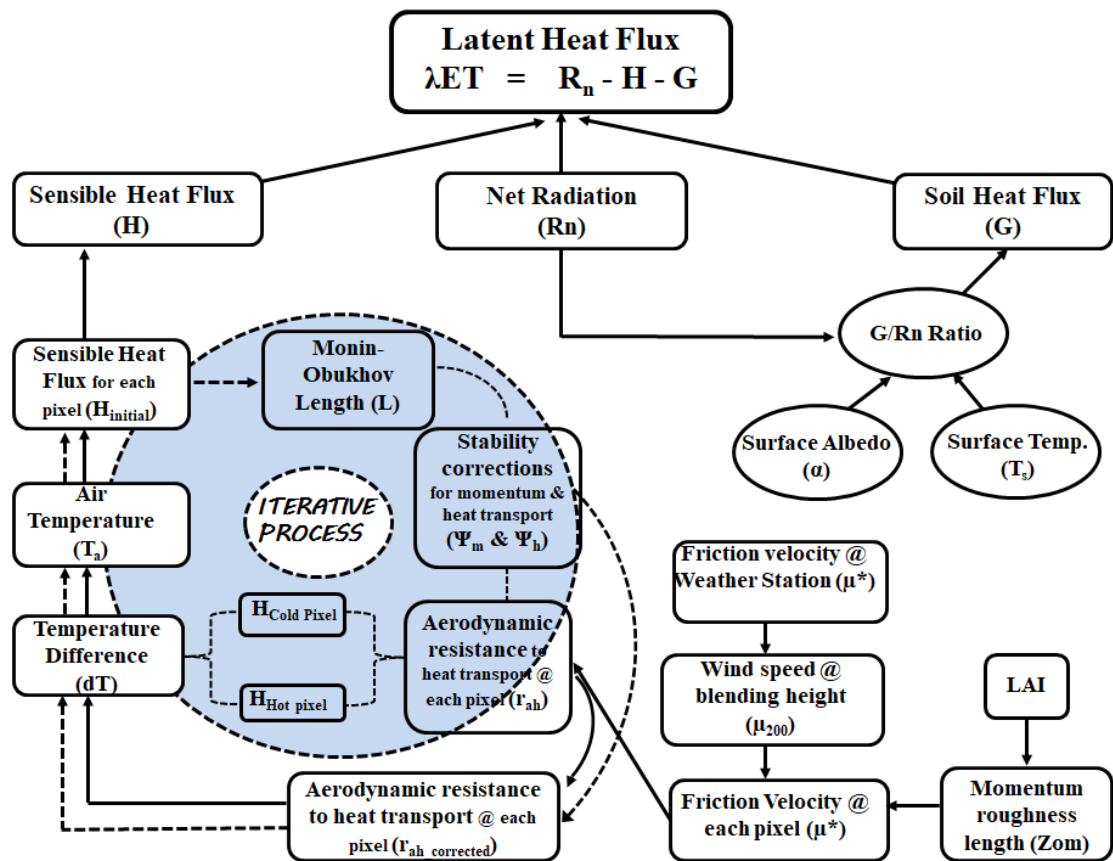 Latent Heat Flux
λET = Rn - H - G
Sensible Heat Flux
(H)
Net Radiation
(Rn)
Soil Heat Flux
(G)
G/Rn Ratio
Sensible Heat
Flux for each
pixel (Hinitial)
Monin-
Obukhov
Length (L)
Surface Albedo
(α)
Surface Temp.
(Ts)
Stability
corrections
for momentum &
heat transport
(Ψm & Ψh)
Air
Temperature
(Ta)
ITERATIVE
PROCESS
Friction velocity @
Weather Station (μ*)
HCold Pixel
Temperature
Difference
(dT)
HHot pixel
Aerodynamic
resistance to
heat transport @
each pixel (rah)
Wind speed @
blending height
(μ200)
LAI
Aerodynamic resistance
to heat transport @ each
pixel (rah_corrected)
Friction Velocity @
each pixel (μ*)
Momentum
roughness
length (Zom)